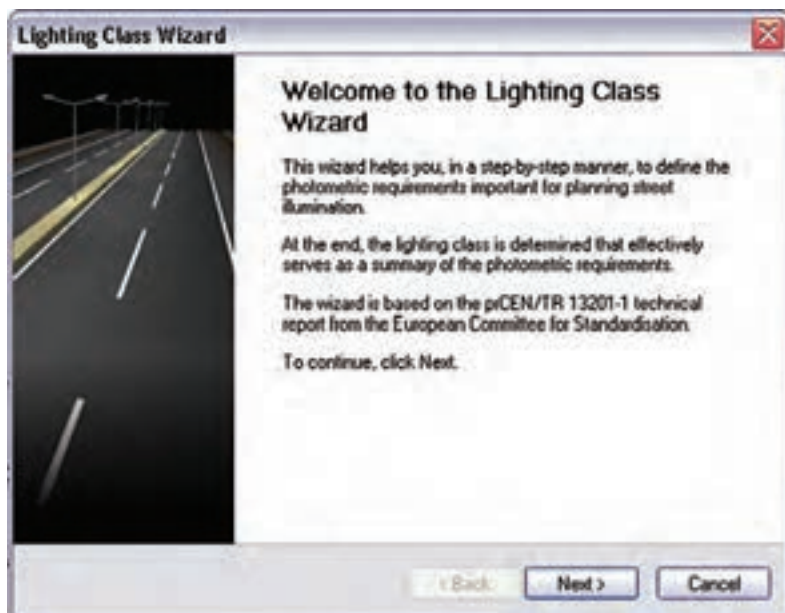 Lighting Class Wizard
Welcome to the Lighting Class
Wizard
This wizard helps you, in a step-by-step manner, to define the
photometric requirements important for planning street
illumination.
At the end, the lighting class is determined that effectively
serves as a summary of the photometric requirements.
The wizard is based on the prCEN/TR 13201-1 technical
report from the European Committee for Standardisation.
To continue, click Next.
< Back
Next >
Cancel